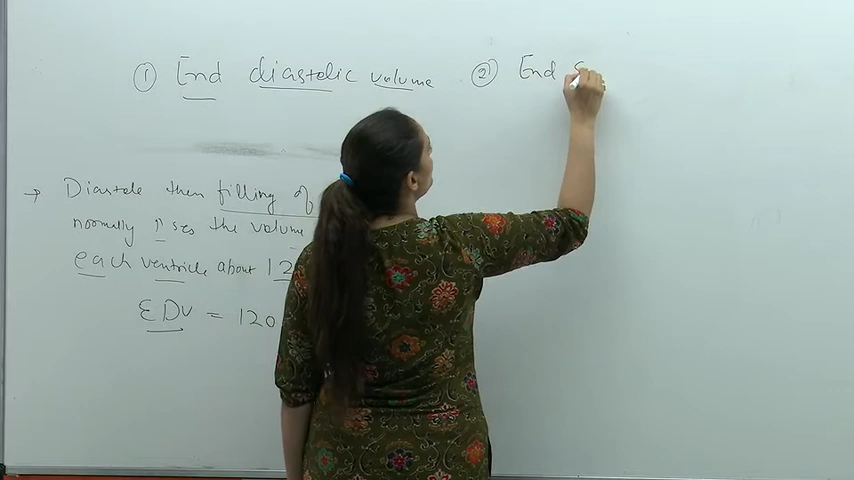 ① End diastolic volume ② End S
→ Diastole then filling of
normally ↑ses the volume
each ventricle about 12
EDV = 120